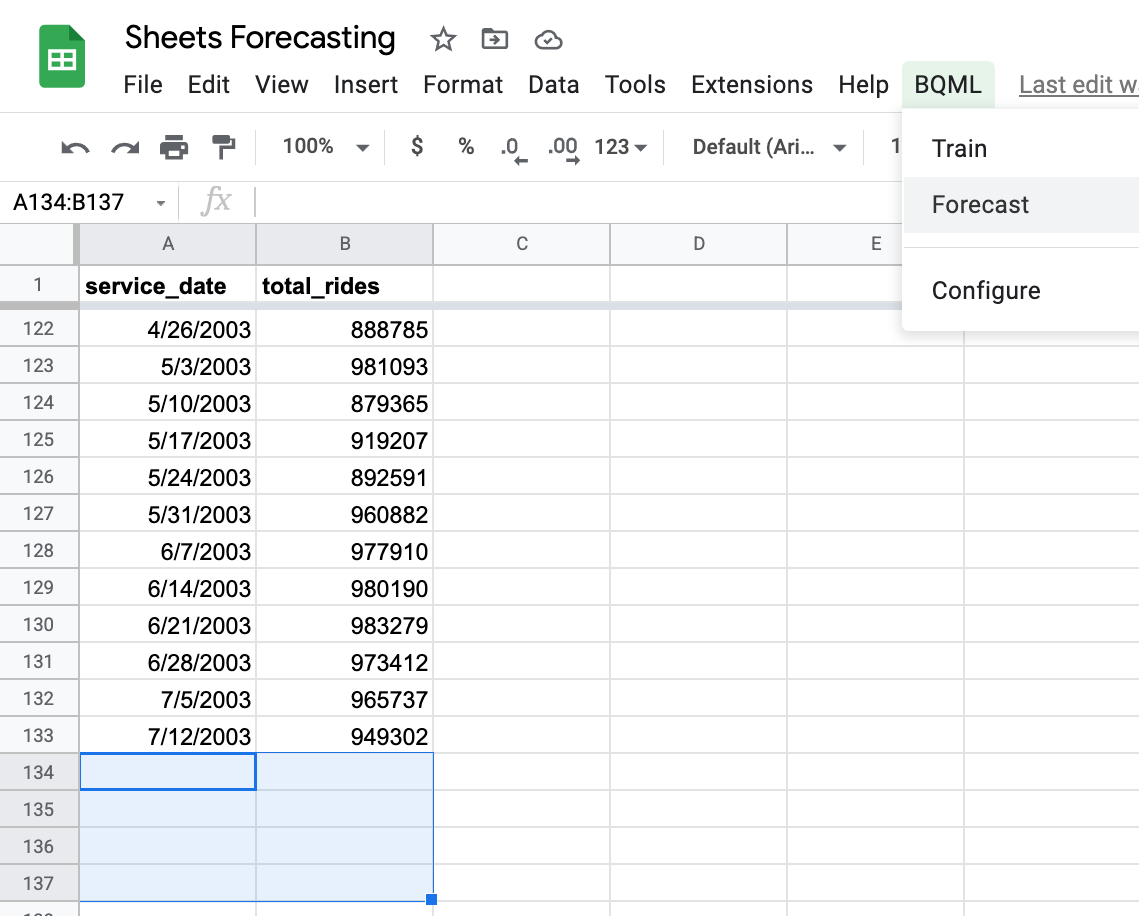 Sheets Forecasting
File Edit View Insert Format Data Tools Extensions Help BQML Last edit w
100% $ % .0 .00 123 Default (Ari... 1
Train
A134:B137 fx
Forecast
A B C D E
Configure
1 service_date total_rides
122 4/26/2003 888785
123 5/3/2003 981093
124 5/10/2003 879365
125 5/17/2003 919207
126 5/24/2003 892591
127 5/31/2003 960882
128 6/7/2003 977910
129 6/14/2003 980190
130 6/21/2003 983279
131 6/28/2003 973412
132 7/5/2003 965737
133 7/12/2003 949302
134
135
136
137